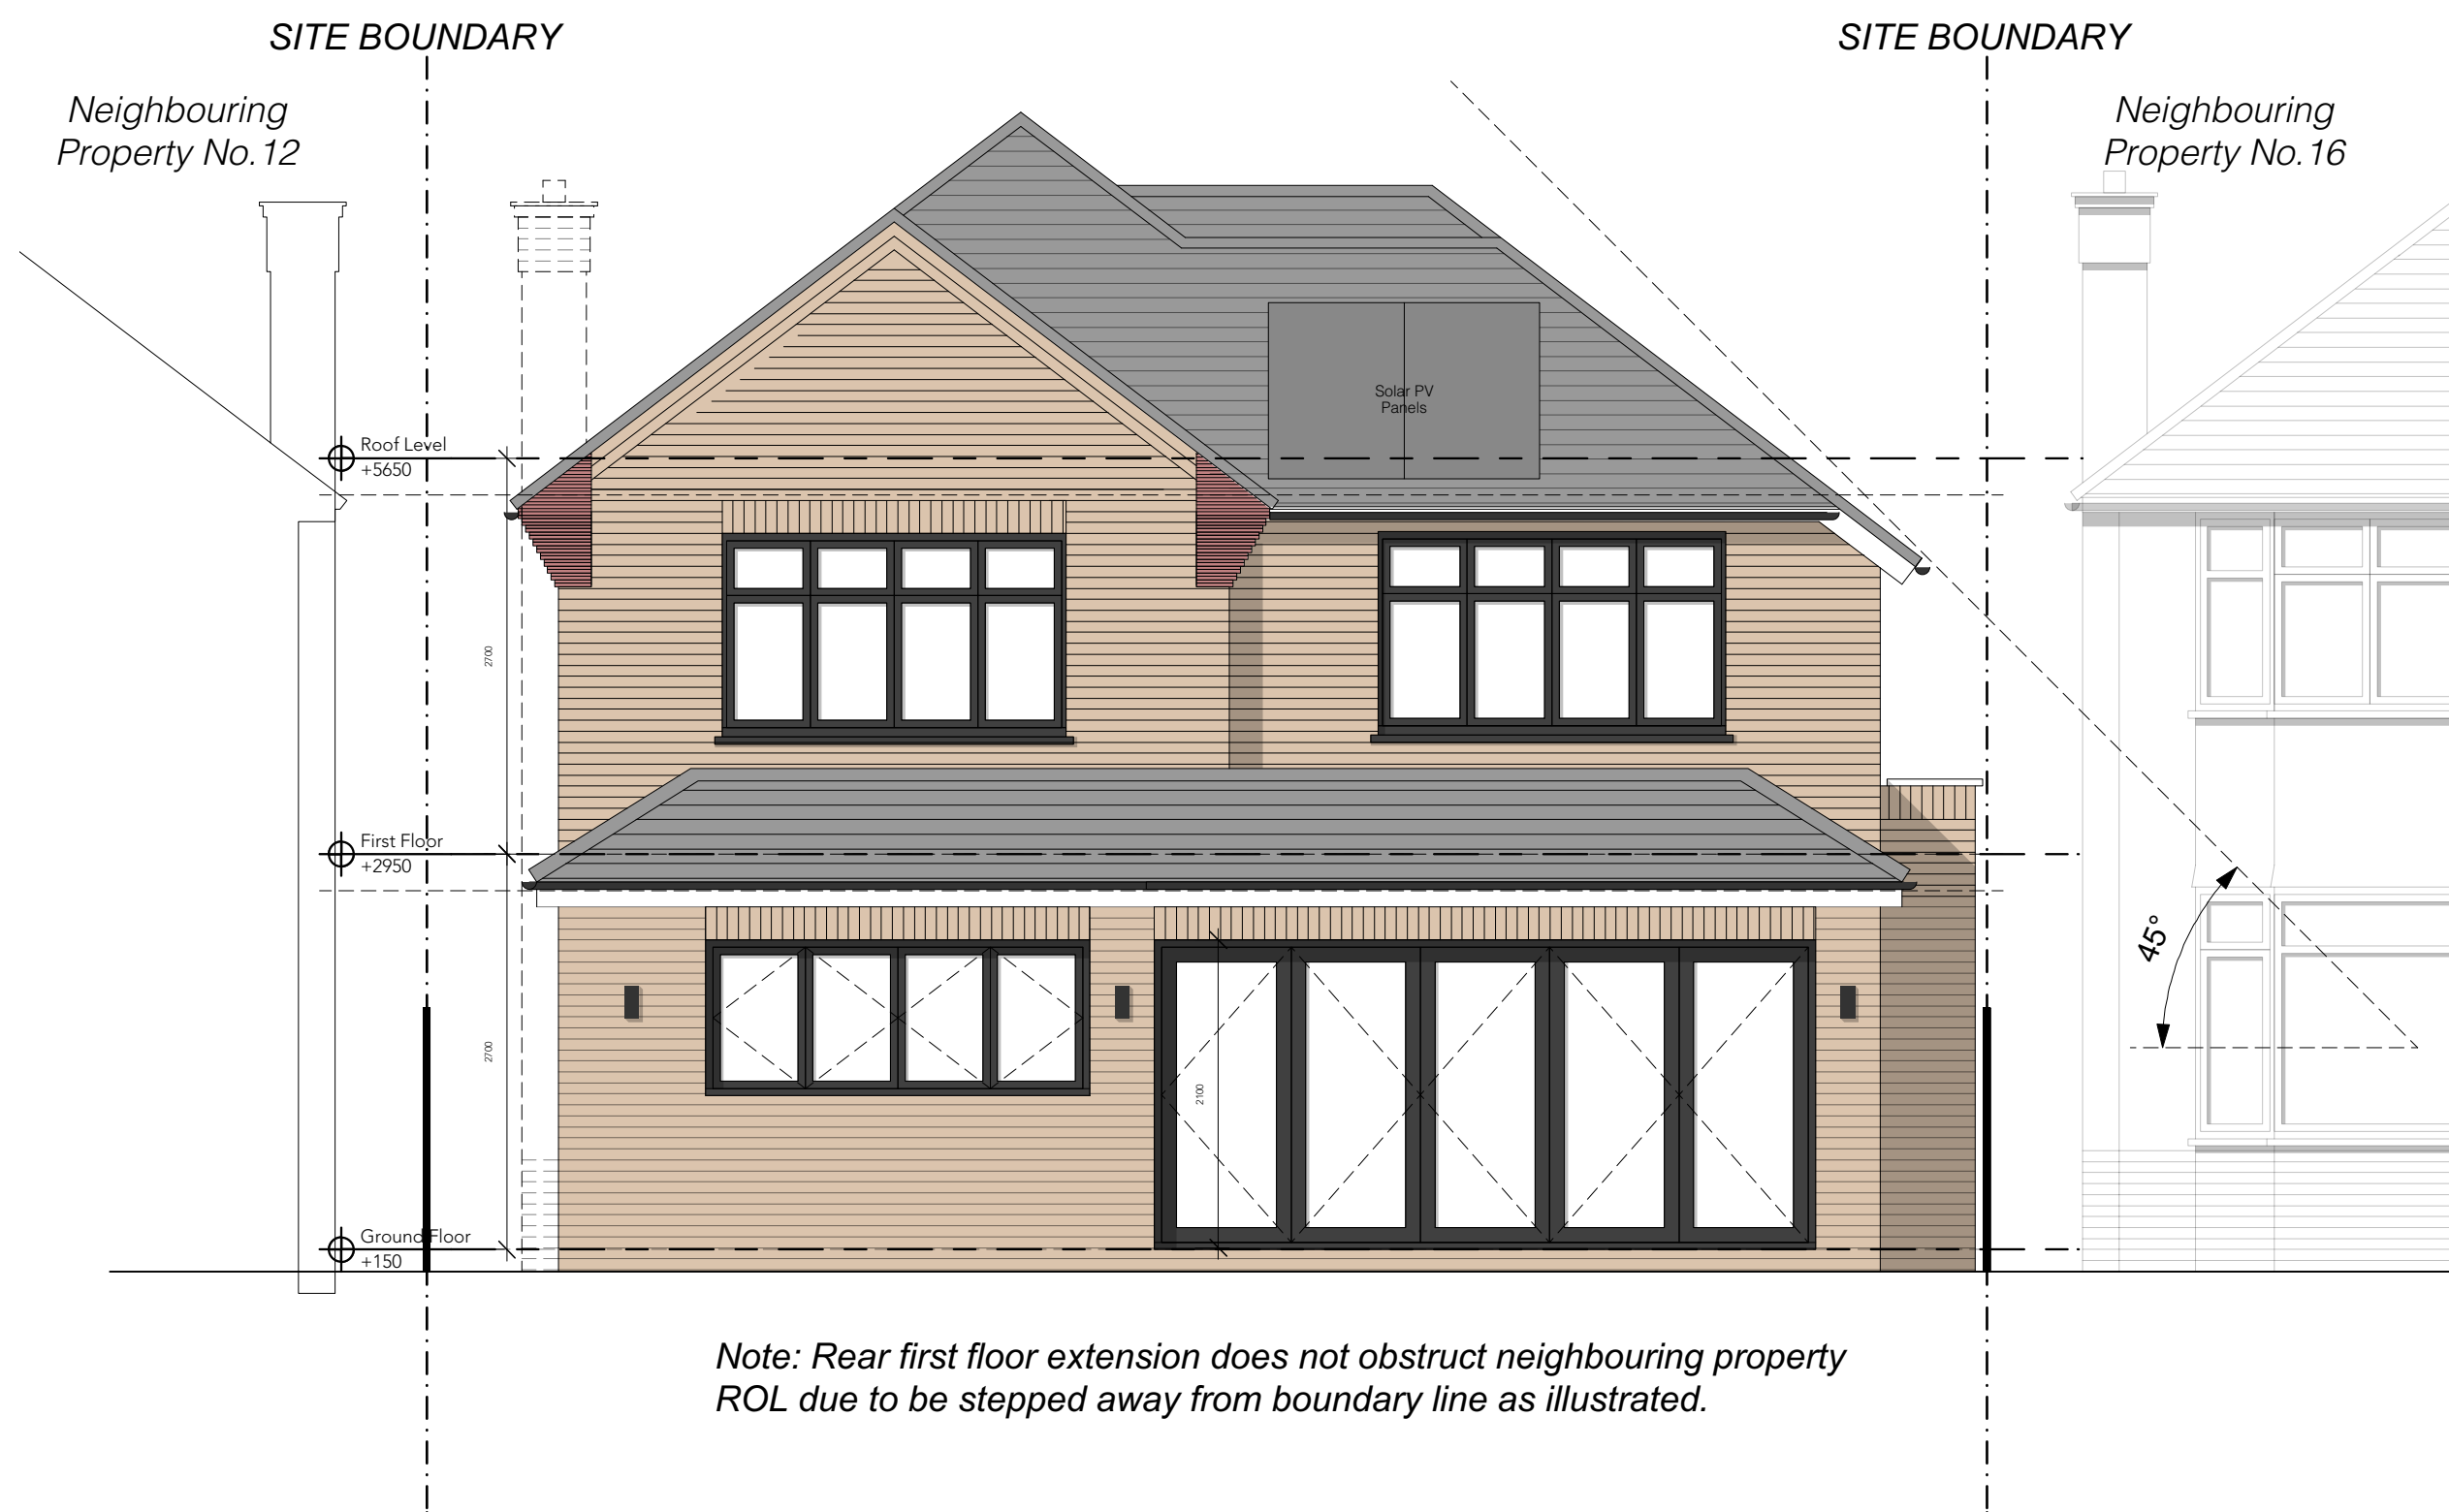 SITE BOUNDARY
SITE BOUNDARY
Neighbouring
Property No.12
Neighbouring
Property No.16
Solar PV
Panels
Roof Level
+5650
2700
First Floor
+2950
45°
2700
2100
Ground Floor
+150
Note: Rear first floor extension does not obstruct neighbouring property
ROL due to be stepped away from boundary line as illustrated.